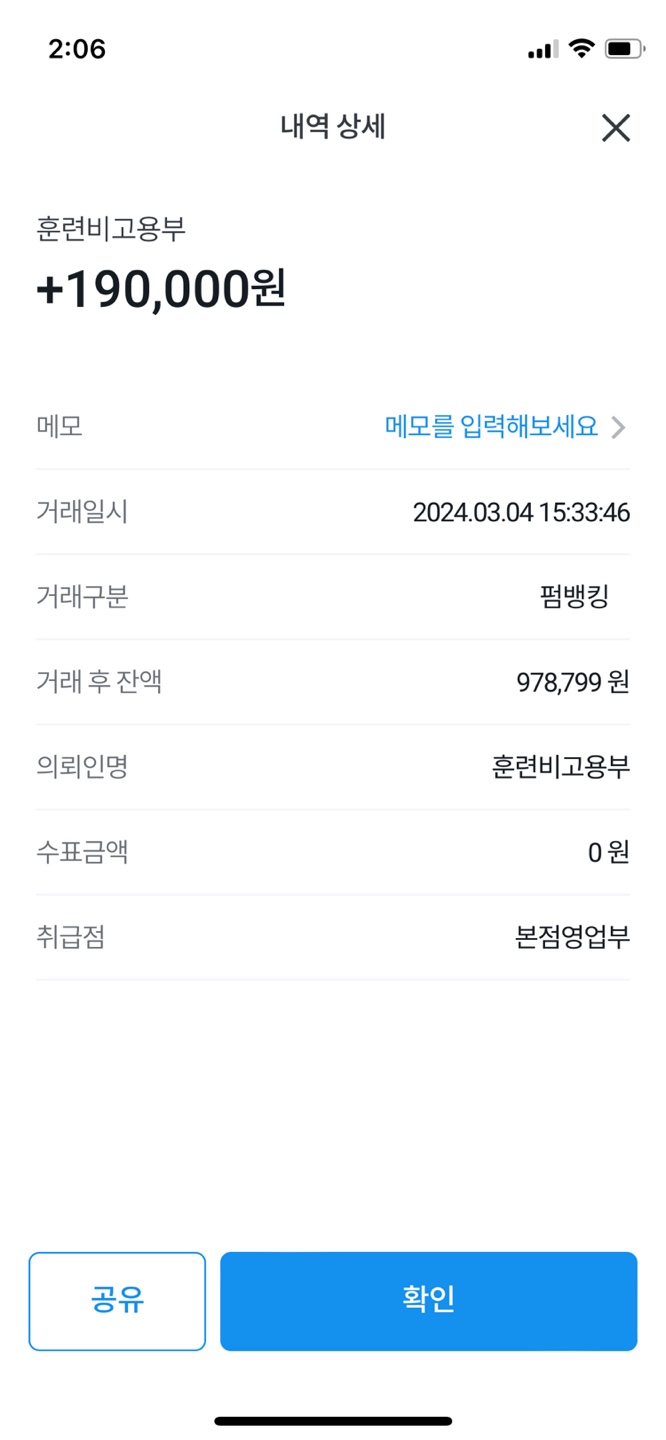 2:06
내역 상세
훈련비고용부
+190,000원
메모 메모를 입력해보세요
거래일시 2024.03.04 15:33:46
거래구분 펌뱅킹
거래 후 잔액 978,799 원
의뢰인명 훈련비고용부
수표금액 0 원
취급점 본점영업부
공유 확인